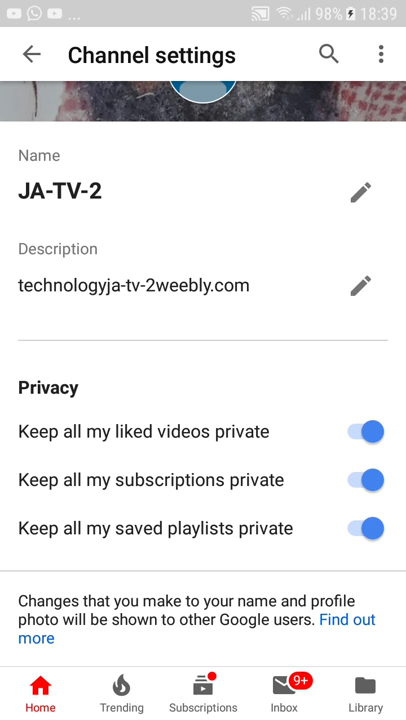 ... 98% 18:39
Channel settings
Name
JA-TV-2
Description
technologyja-tv-2weebly.com
Privacy
Keep all my liked videos private
Keep all my subscriptions private
Keep all my saved playlists private
Changes that you make to your name and profile
photo will be shown to other Google users. Find out
more
9+
Home Trending Subscriptions Inbox Library